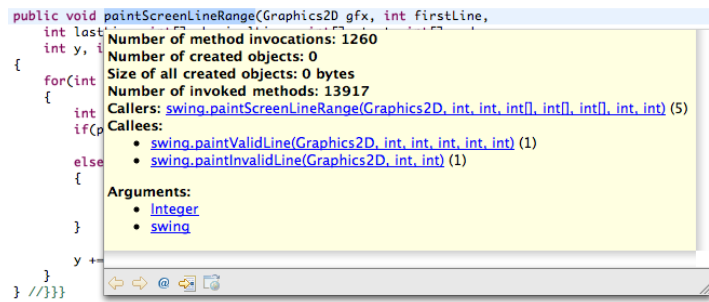 public void paintScreenLineRange(Graphics2D gfx, int firstLine,
int y,
{
for(int
{
int
if(p
else
{
}
y +=
}
} //}}}
Number of method invocations: 1260
Number of created objects: 0
Size of all created objects: 0 bytes
Number of invoked methods: 13917
Callers: swing.paintScreenLineRange(Graphics2D, int, int, int[], int[], int[], int, int) (5)
Callees:
• swing.paintValidLine(Graphics2D, int, int, int, int, int) (1)
• swing.paintInvalidLine(Graphics2D, int, int) (1)
Arguments:
• Integer
• swing
@